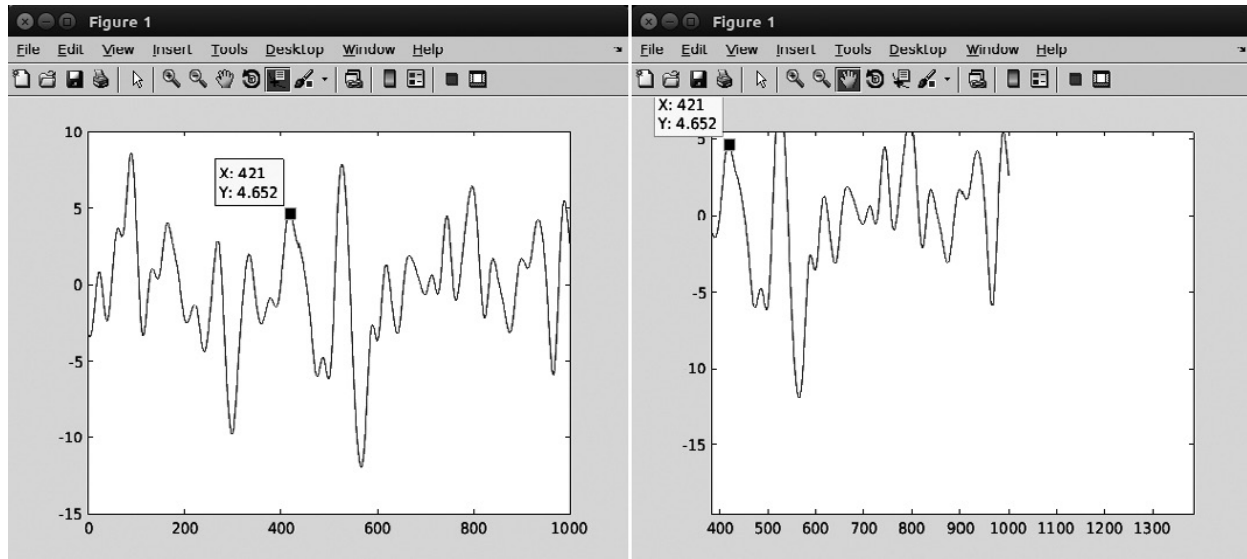 Figure 1
File Edit View Insert Tools Desktop Window Help
X: 421
Y: 4.652
10
5
0
-5
-10
-15
0 200 400 600 800 1000
Figure 1
File Edit View Insert Tools Desktop Window Help
X: 421
Y: 4.652
5
0
-5
10
-15
400 500 600 700 800 900 1000 1100 1200 1300